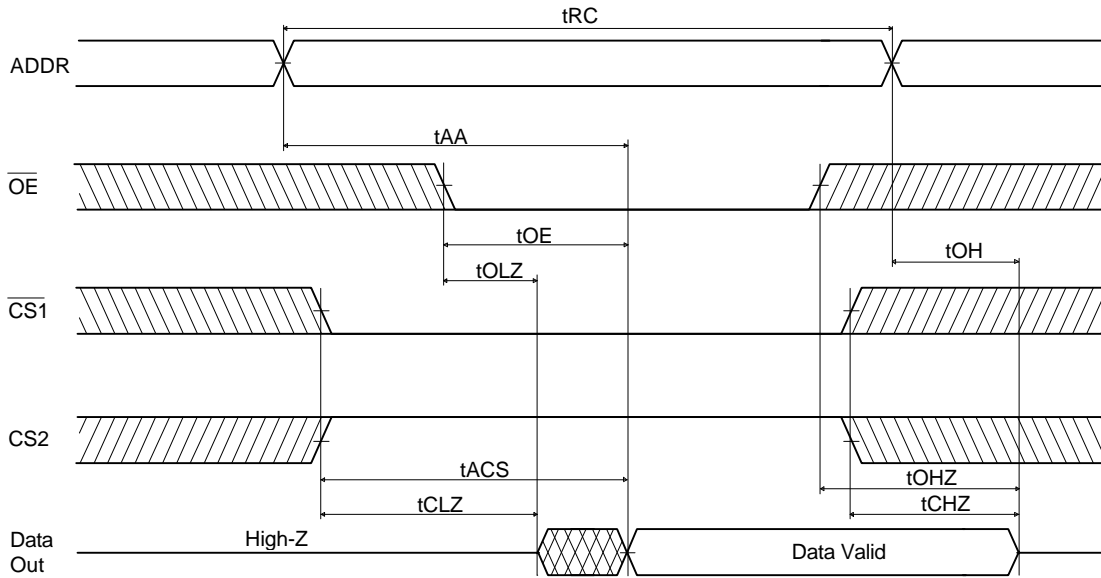 tRC
ADDR
tAA
OE
tOE
tOH
tOLZ
CS1
CS2
tACS
tOHZ
tCLZ
tCHZ
Data
Out
High-Z
Data Valid